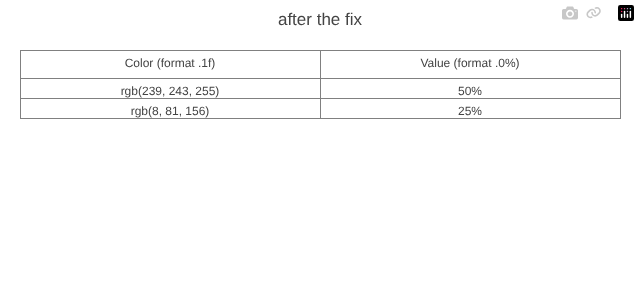 after the fix
Color (format .1f) Value (format .0%)
rgb(239, 243, 255) 50%
rgb(8, 81, 156) 25%